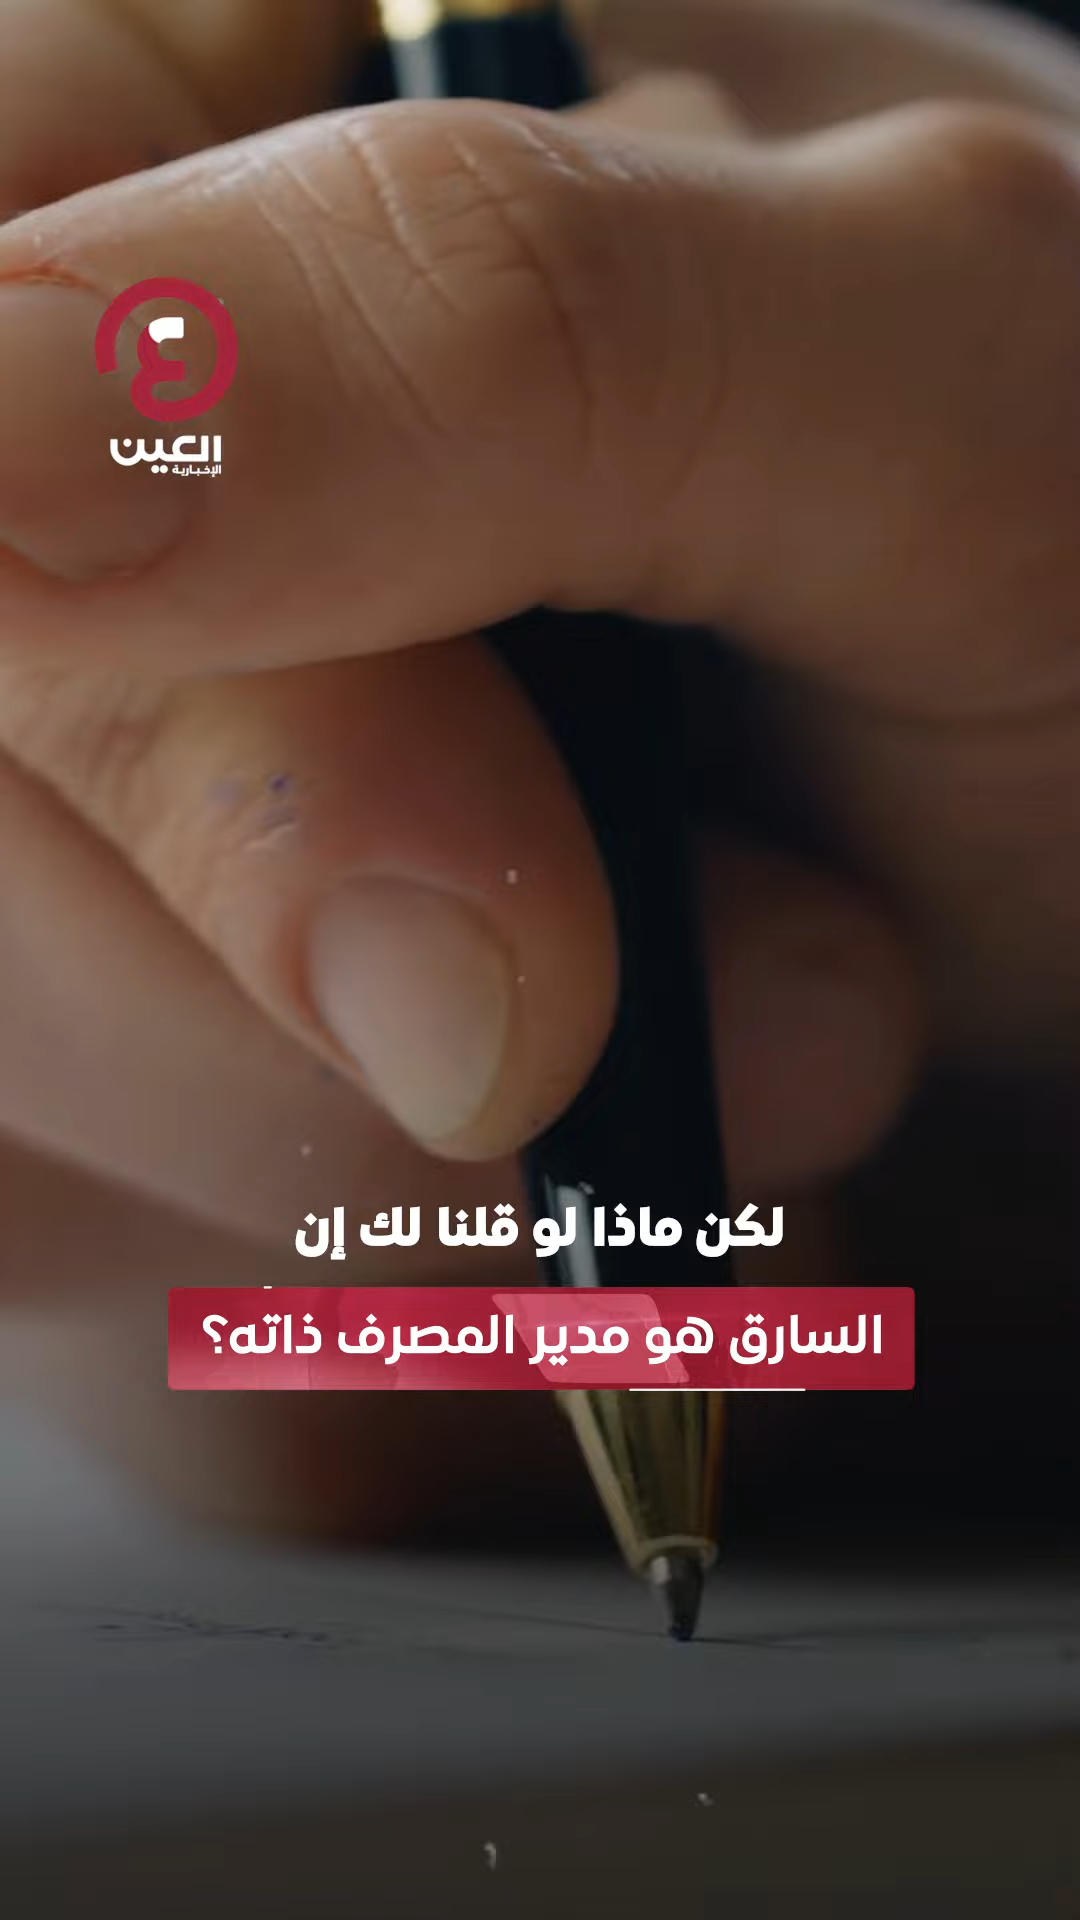 العين
الإخبارية
لكن ماذا لو قلنا لك إن
السارق هو مدير المصرف ذاته؟